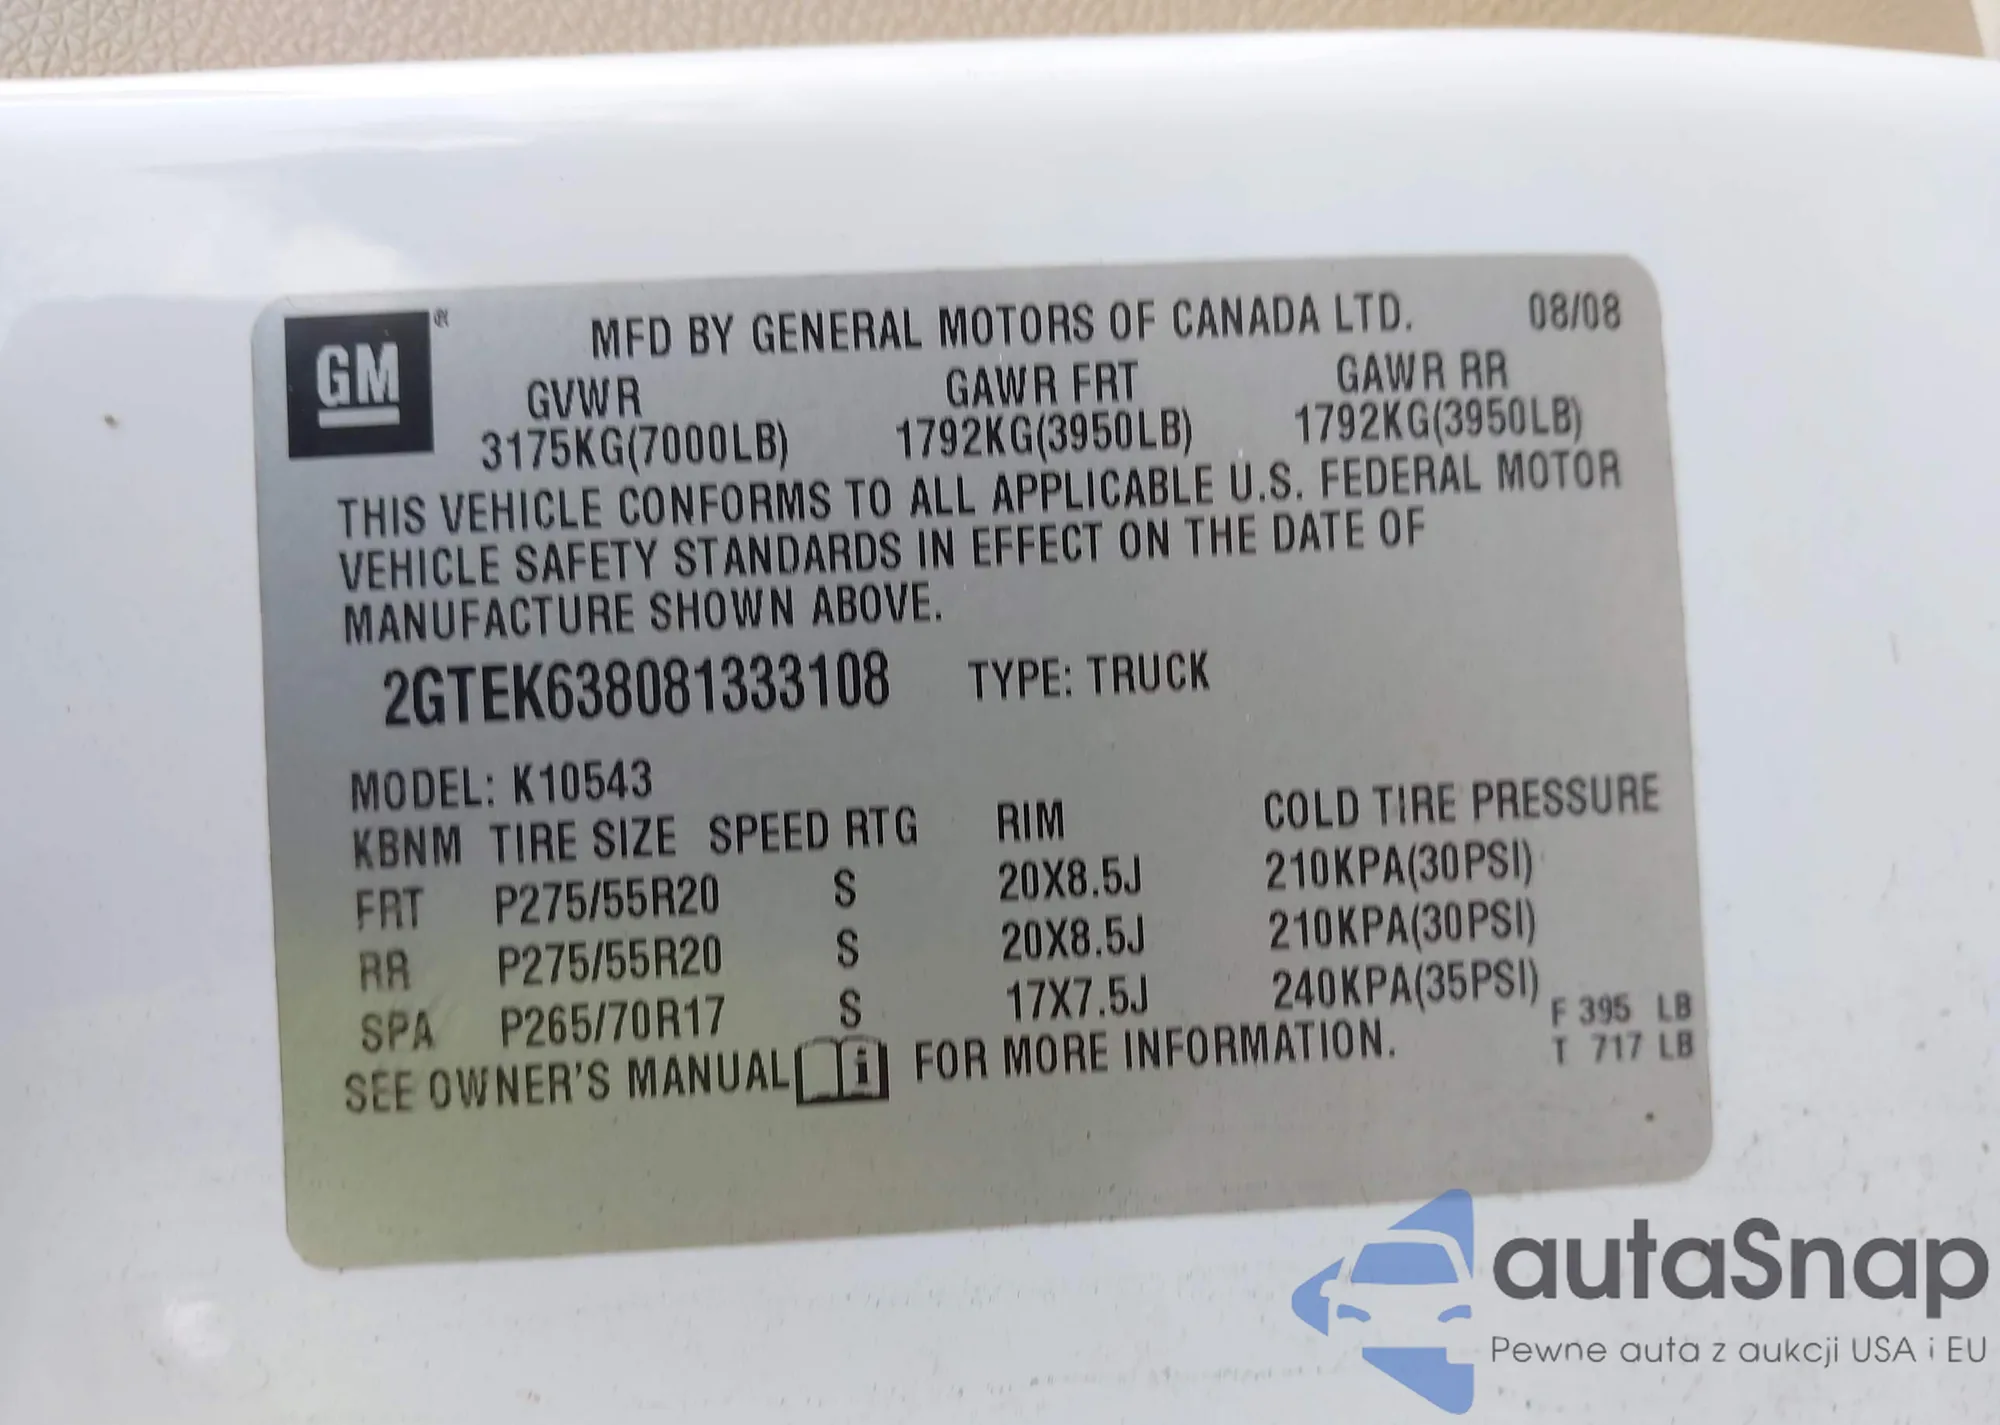 GM ®
MFD BY GENERAL MOTORS OF CANADA LTD. 08/08
GVWR GAWR FRT GAWR RR
3175KG(7000LB) 1792KG(3950LB) 1792KG(3950LB)
THIS VEHICLE CONFORMS TO ALL APPLICABLE U.S. FEDERAL MOTOR
VEHICLE SAFETY STANDARDS IN EFFECT ON THE DATE OF
MANUFACTURE SHOWN ABOVE.
2GTEK638081333108 TYPE: TRUCK
MODEL: K10543
KBNM TIRE SIZE SPEED RTG RIM COLD TIRE PRESSURE
FRT P275/55R20 S 20X8.5J 210KPA(30PSI)
RR P275/55R20 S 20X8.5J 210KPA(30PSI)
SPA P265/70R17 S 17X7.5J 240KPA(35PSI)
F 395 LB
T 717 LB
SEE OWNER'S MANUAL i FOR MORE INFORMATION.
autaSnap
Pewne auta z aukcji USA i EU